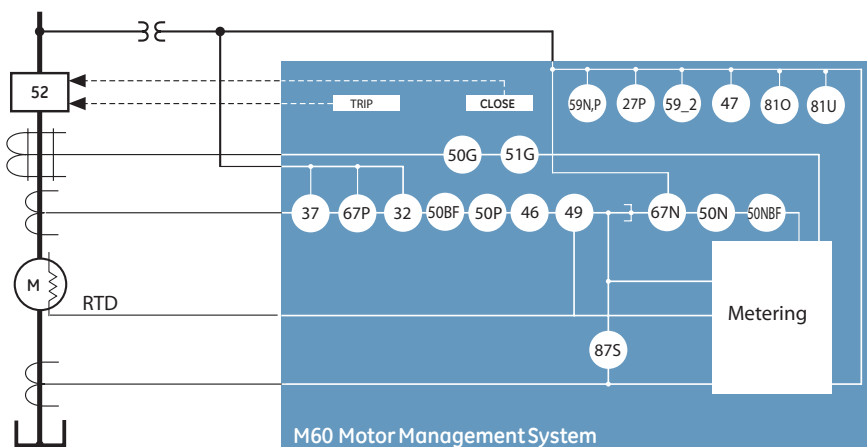 52
TRIP
CLOSE
59N,P 27P 59_2 47 81O 81U
50G 51G
37 67P 32 50BF 50P 46 49 67N 50N 50NBF
M
RTD
Metering
87S
M60 Motor Management System